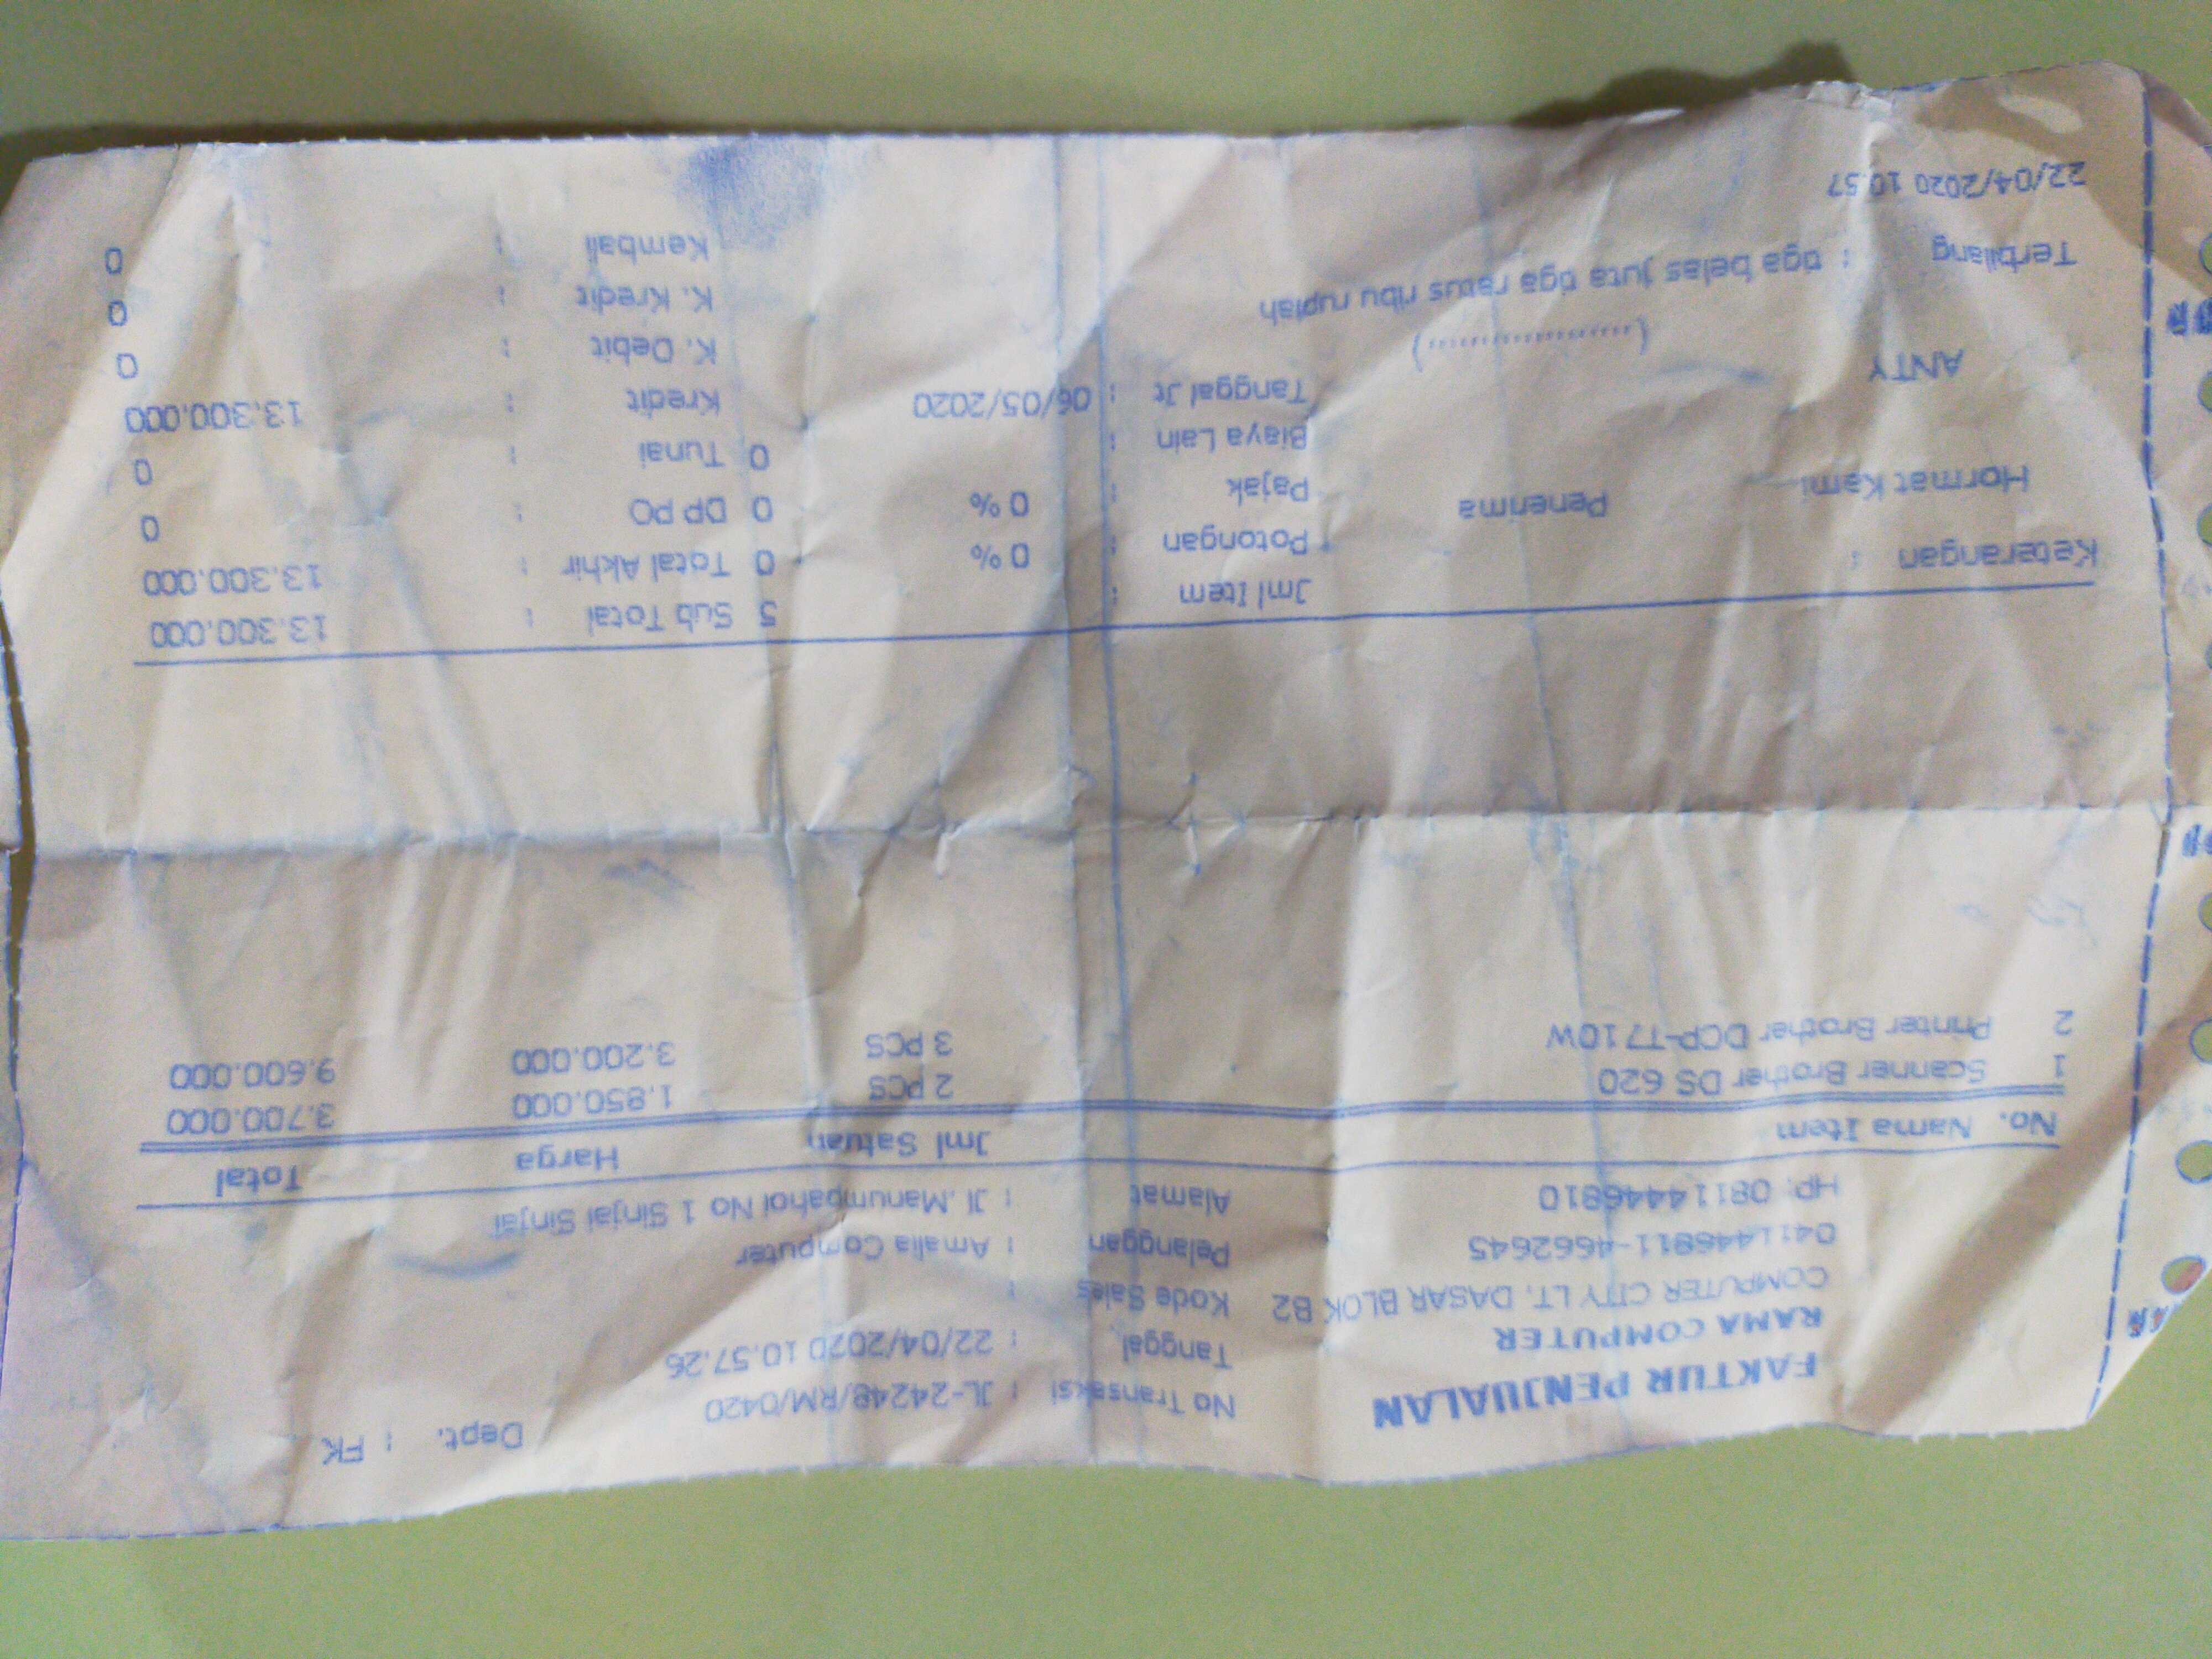 FAKTUR PENJUALAN
RAMA COMPUTER
COMPUTER CITY LT. DASAR BLOK B2
0411446811-4662645
HP. 08114446810
No Transaksi : JL-24248/RM/0420
Dept. : FK
Tanggal : 22/04/2020 10.57.26
Kode Sales :
Pelanggan : Amalia Computer
Alamat : Jl.Manumpahoi No 1 Sinjai Sinjai
No. Nama Item Jml Satuan Harga Total
1 Scanner Brother DS 620 2 PCS 1.850.000 3.700.000
2 Printer Brother DCP-T710W 3 PCS 3.200.000 9.600.000
Keterangan :
Hormat Kami Penerima
ANTY (....................)
Terbilang : tiga belas juta tiga ratus ribu rupiah
22/04/2020 10.57
Jml Item : 5
Potongan : 0 % 0
Pajak : 0 % 0
Biaya Lain : 0
Tanggal Jt : 06/05/2020
Sub Total : 13.300.000
Total Akhir : 13.300.000
DP PO : 0
Tunai : 0
Kredit : 13.300.000
K. Debit : 0
K. Kredit : 0
Kembali : 0